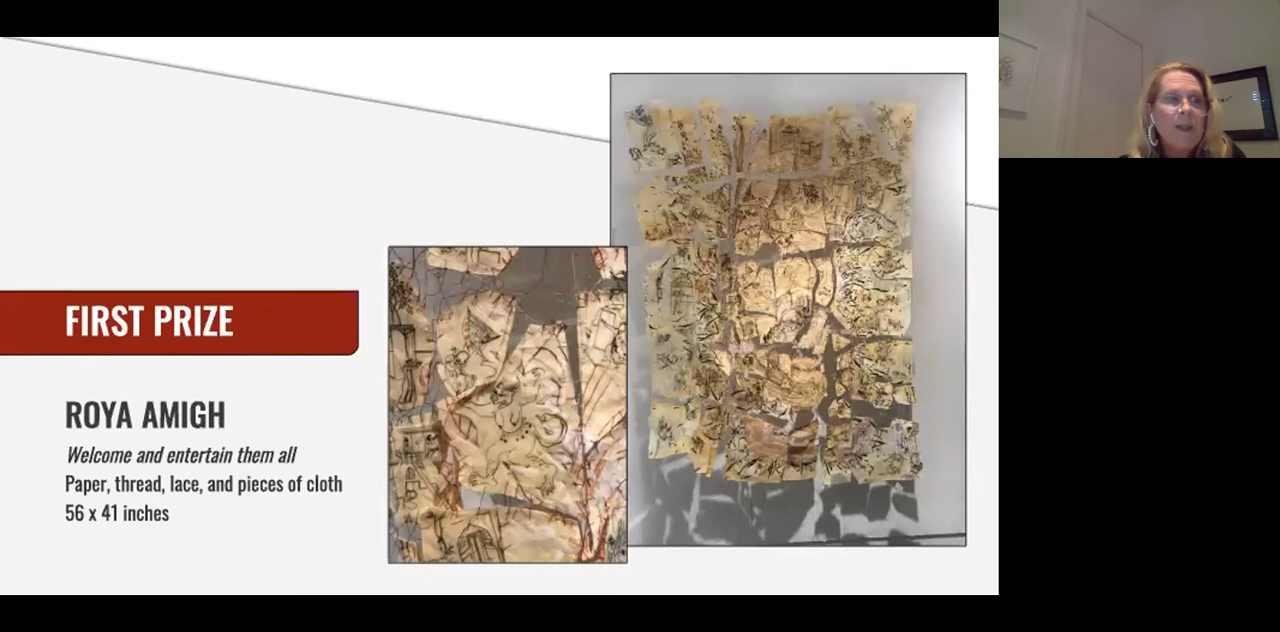 FIRST PRIZE
ROYA AMIGH
Welcome and entertain them all
Paper, thread, lace, and pieces of cloth
56 x 41 inches